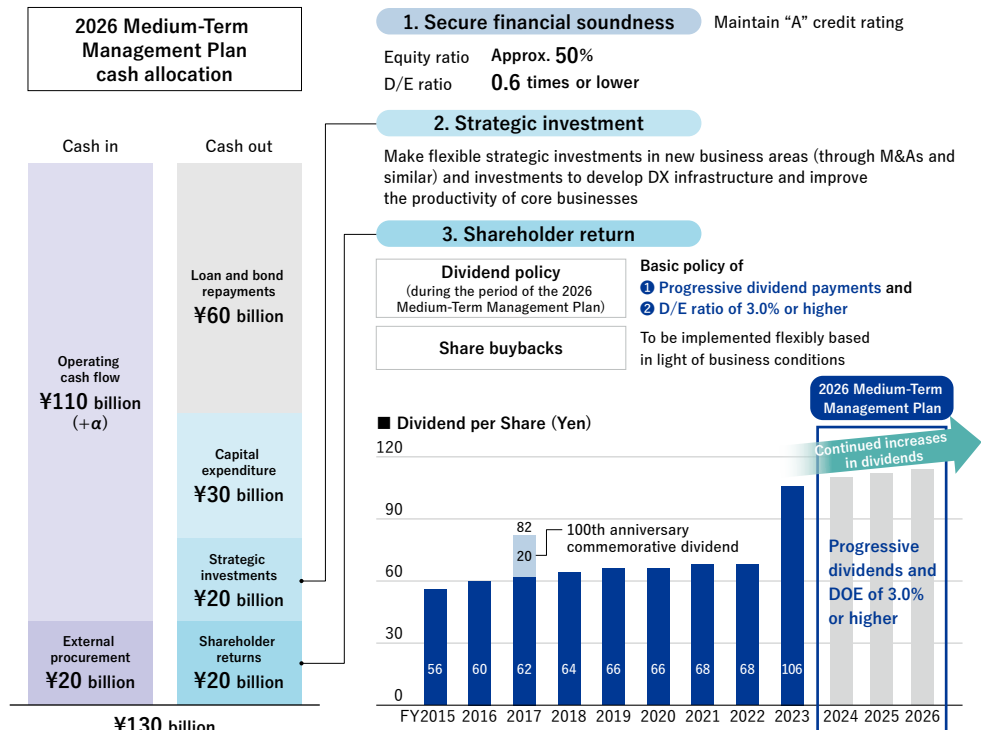 2026 Medium-Term
Management Plan
cash allocation
Cash in
Cash out
Operating
cash flow
¥110 billion
(+α)
External
procurement
¥20 billion
Loan and bond
repayments
¥60 billion
Capital
expenditure
¥30 billion
Strategic
investments
¥20 billion
Shareholder
returns
¥20 billion
¥130 billion
1. Secure financial soundness
Maintain “A” credit rating
Equity ratio Approx. 50%
D/E ratio 0.6 times or lower
2. Strategic investment
Make flexible strategic investments in new business areas (through M&As and
similar) and investments to develop DX infrastructure and improve
the productivity of core businesses
3. Shareholder return
Dividend policy
(during the period of the 2026
Medium-Term Management Plan)
Basic policy of
❶ Progressive dividend payments and
❷ D/E ratio of 3.0% or higher
Share buybacks
To be implemented flexibly based
in light of business conditions
2026 Medium-Term
Management Plan
■ Dividend per Share (Yen)
Continued increases
in dividends
120
90
60
30
0
82
20
100th anniversary
commemorative dividend
Progressive
dividends and
DOE of 3.0%
or higher
56 60 62 64 66 66 68 68 106
FY2015 2016 2017 2018 2019 2020 2021 2022 2023 2024 2025 2026